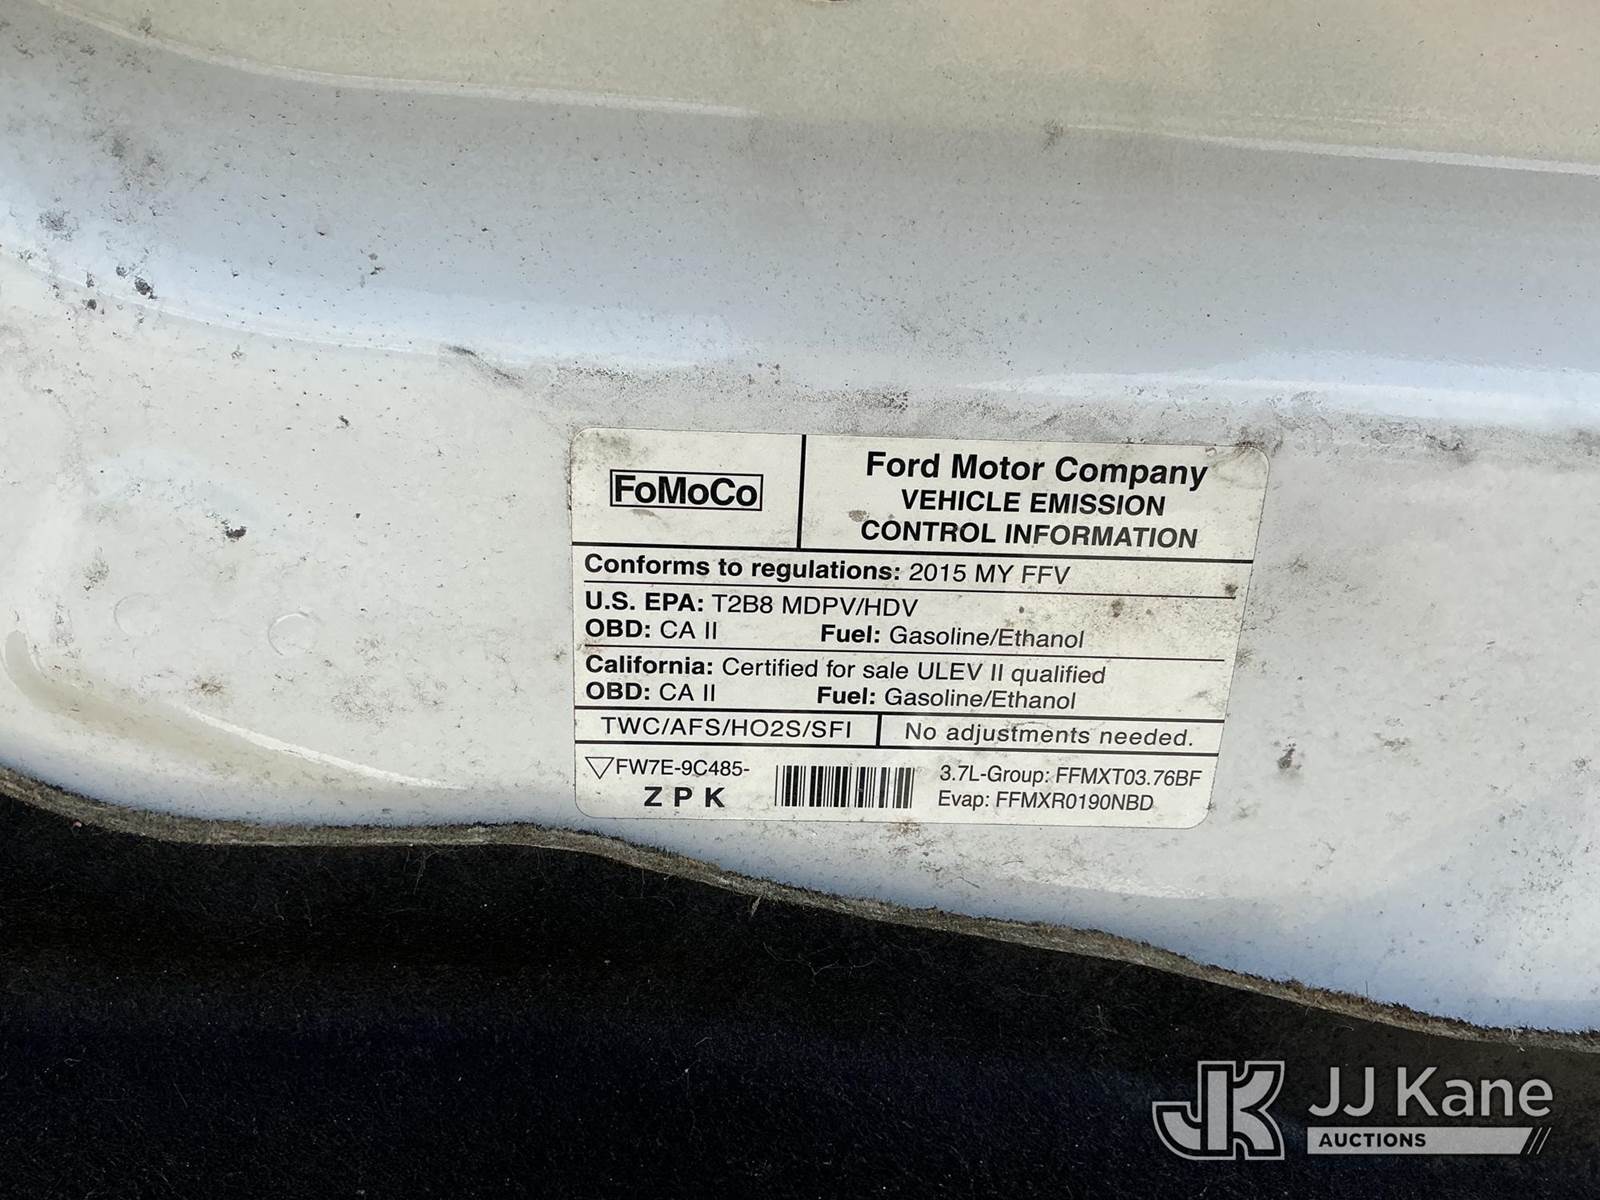 FoMoCo
Ford Motor Company
VEHICLE EMISSION
CONTROL INFORMATION
Conforms to regulations: 2015 MY FFV
U.S. EPA: T2B8 MDPV/HDV
OBD: CA II Fuel: Gasoline/Ethanol
California: Certified for sale ULEV II qualified
OBD: CA II Fuel: Gasoline/Ethanol
TWC/AFS/HO2S/SFI No adjustments needed.
FW7E-9C485-
Z P K
3.7L-Group: FFMXT03.76BF
Evap: FFMXR0190NBD
JK JJ Kane
AUCTIONS